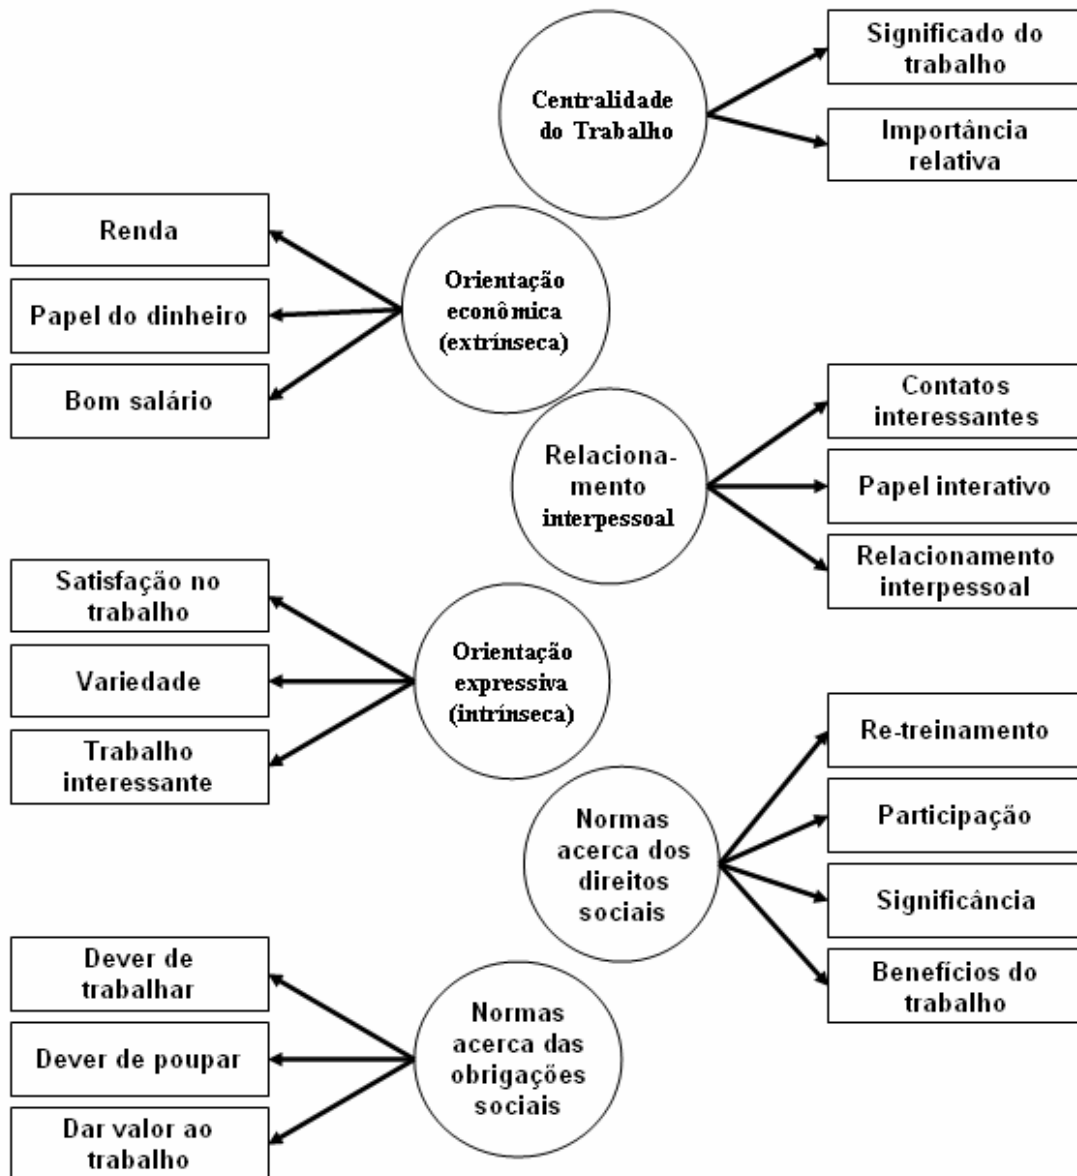 Centralidade
do Trabalho
Significado do
trabalho
Importância
relativa
Orientação
econômica
(extrínseca)
Renda
Papel do dinheiro
Bom salário
Relaciona-
mento
interpessoal
Contatos
interessantes
Papel interativo
Relacionamento
interpessoal
Orientação
expressiva
(intrínseca)
Satisfação no
trabalho
Variedade
Trabalho
interessante
Normas
acerca dos
direitos
sociais
Re-treinamento
Participação
Significância
Benefícios do
trabalho
Normas
acerca das
obrigações
sociais
Dever de
trabalhar
Dever de poupar
Dar valor ao
trabalho